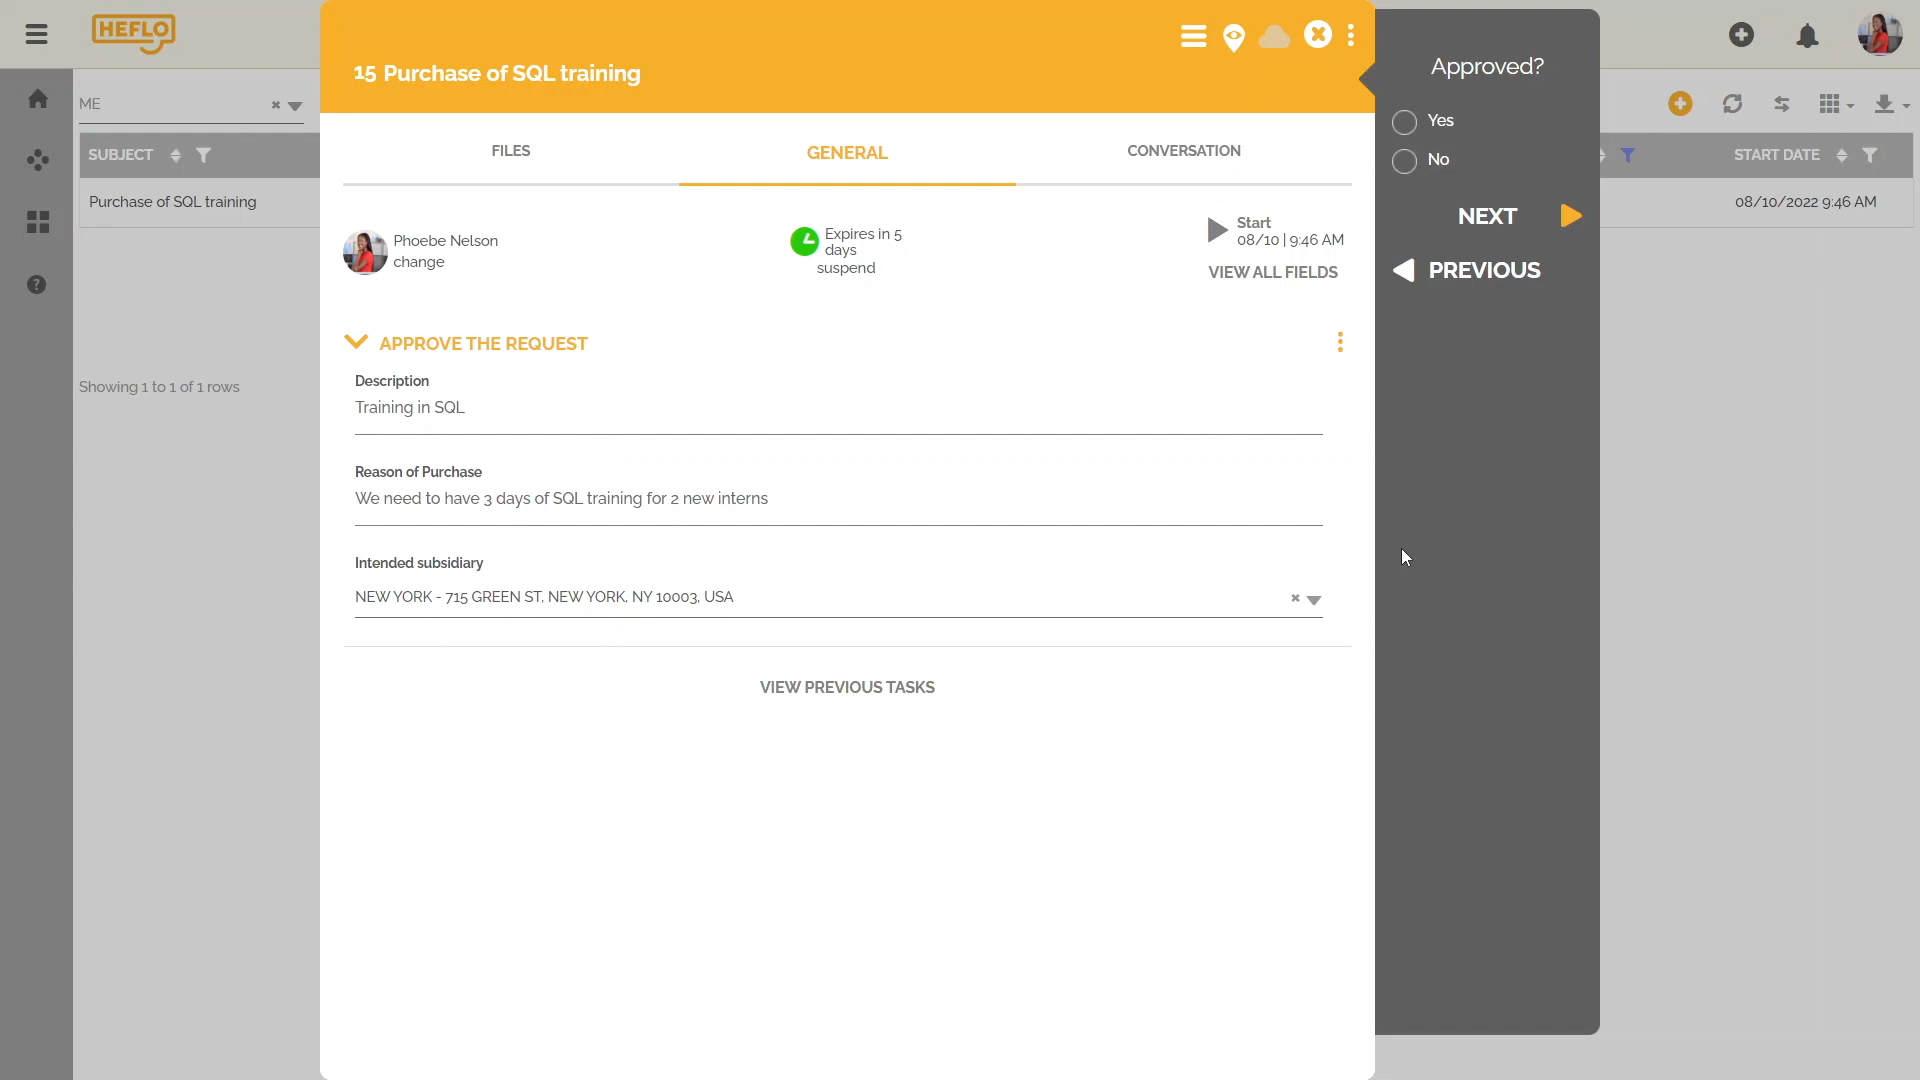 HEFLO
ME
SUBJECT
Purchase of SQL training
Showing 1 to 1 of 1 rows
15 Purchase of SQL training
FILES
GENERAL
CONVERSATION
Phoebe Nelson
change
Expires in 5
days
suspend
Start
08/10 | 9:46 AM
VIEW ALL FIELDS
APPROVE THE REQUEST
Description
Training in SQL
Reason of Purchase
We need to have 3 days of SQL training for 2 new interns
Intended subsidiary
NEW YORK - 715 GREEN ST, NEW YORK, NY 10003, USA
VIEW PREVIOUS TASKS
Approved?
Yes
No
NEXT
PREVIOUS
START DATE
08/10/2022 9:46 AM